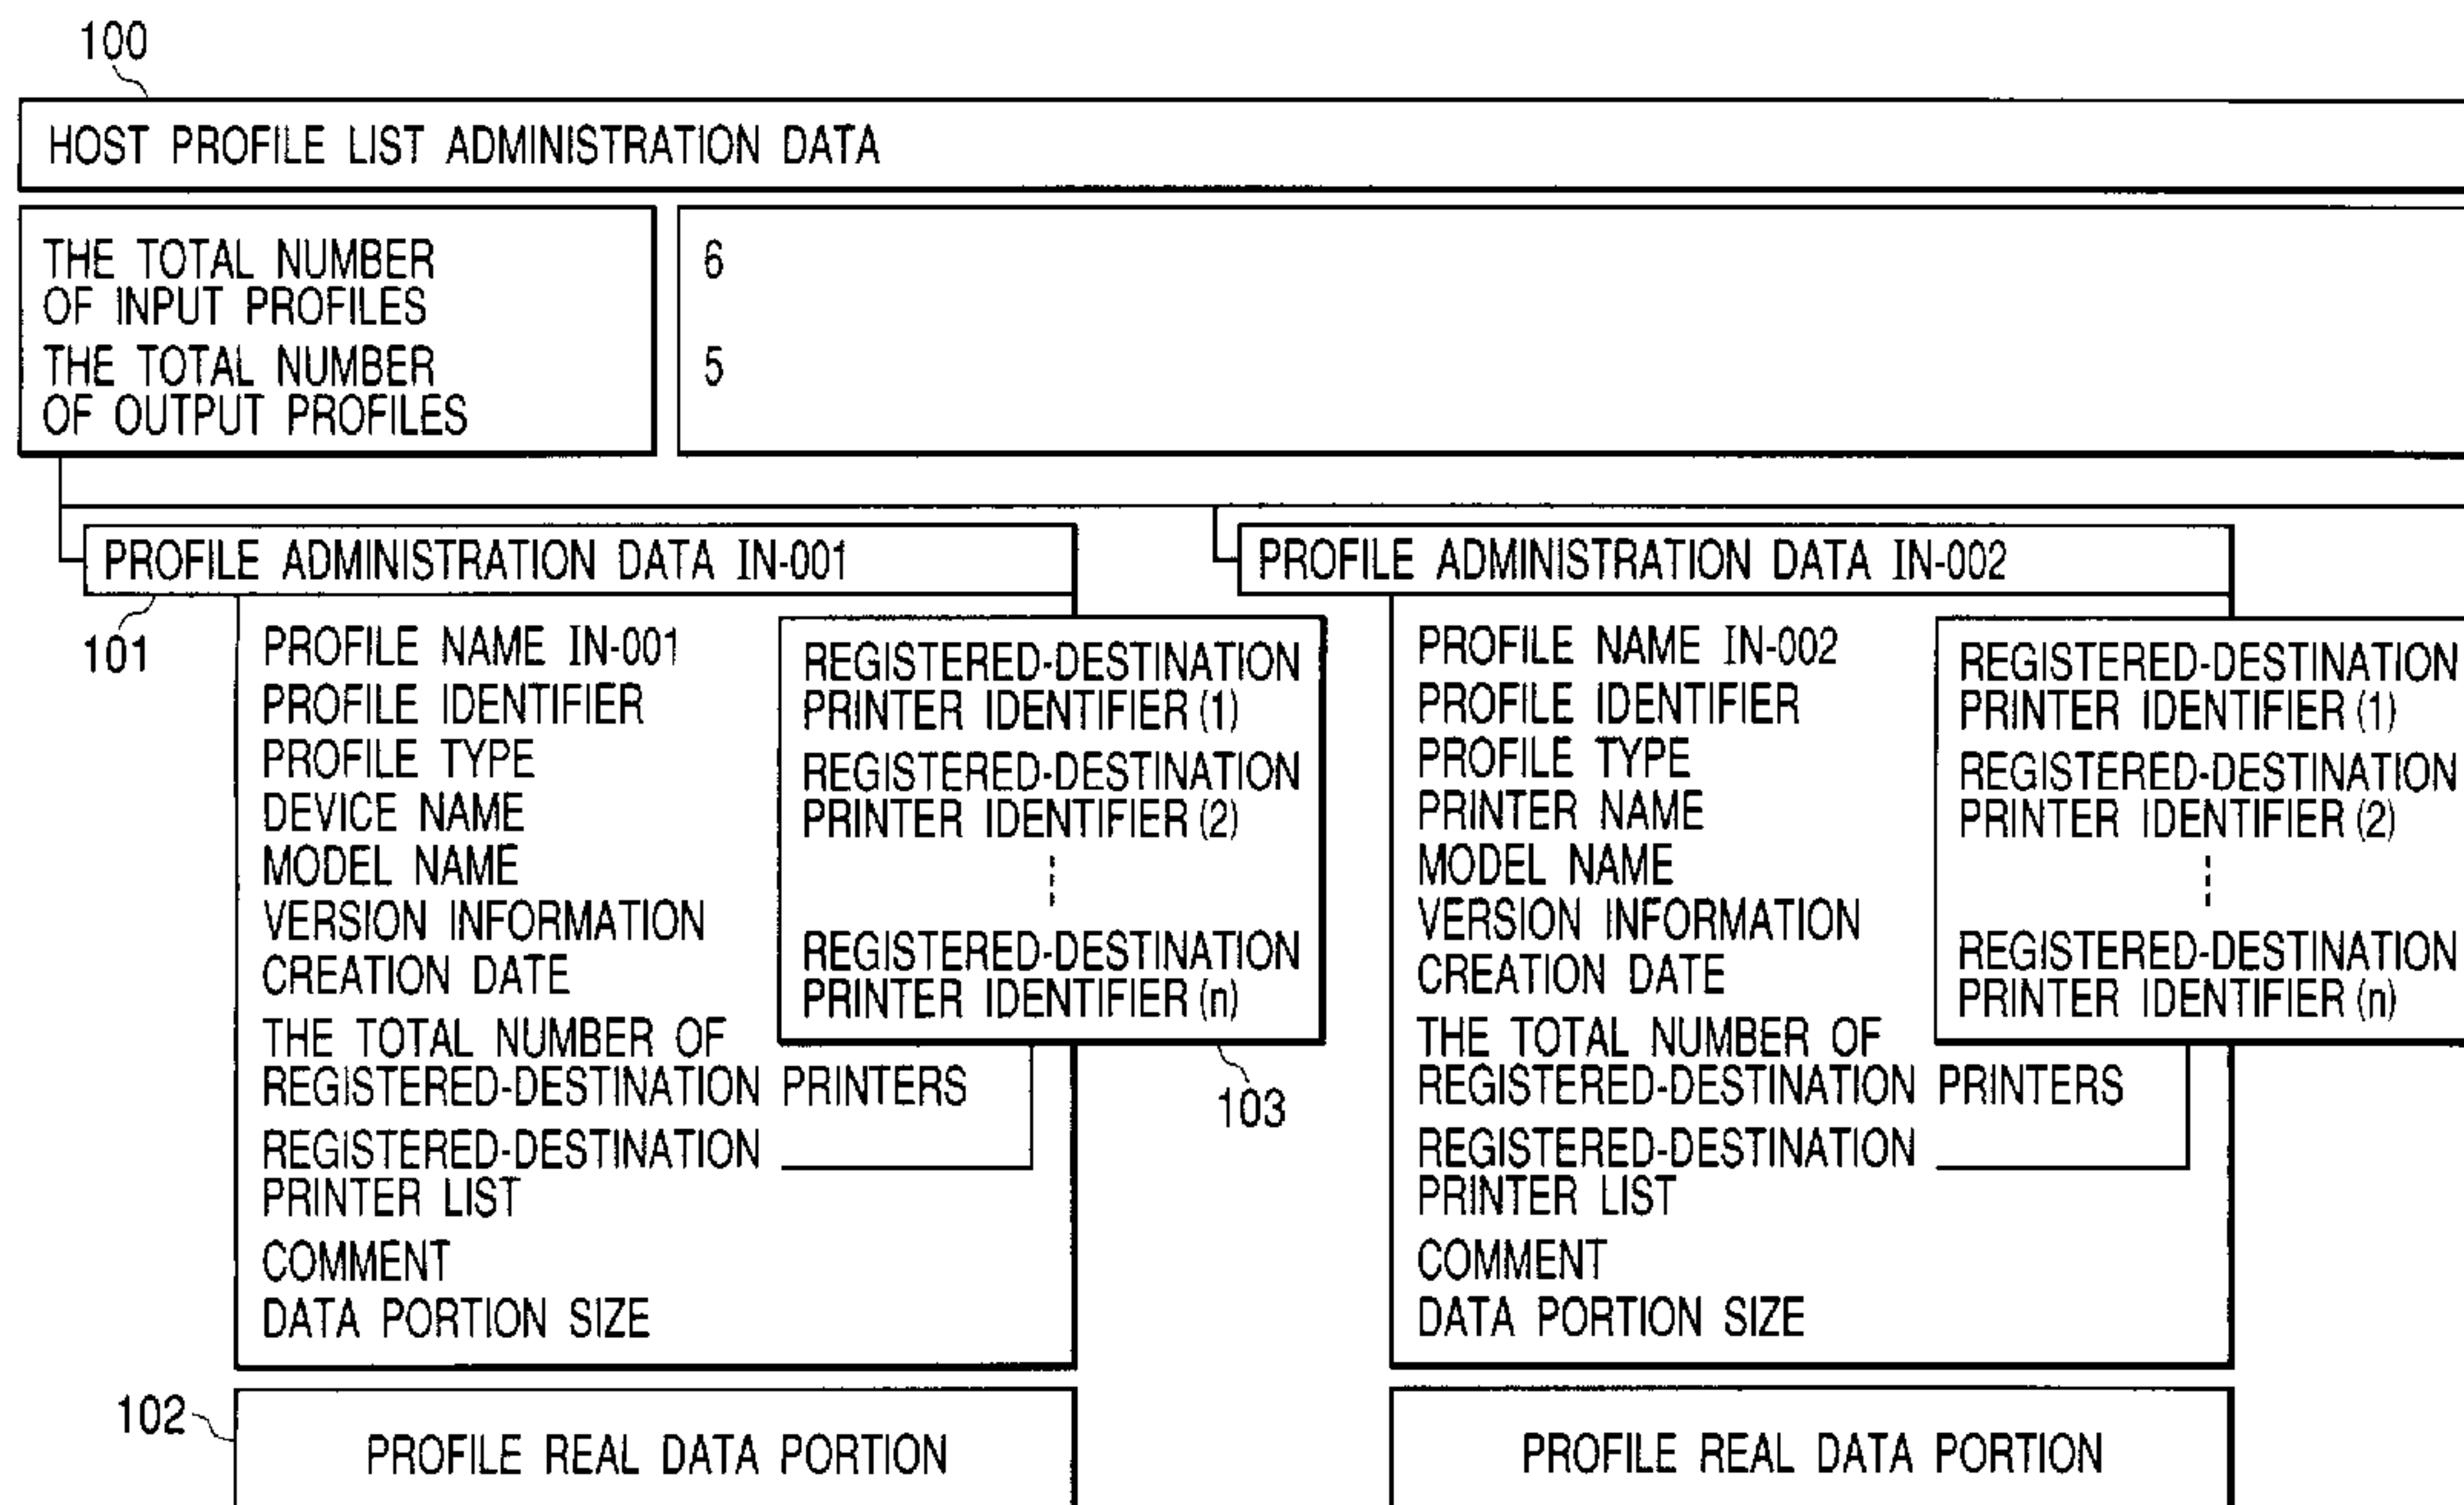 100
HOST PROFILE LIST ADMINISTRATION DATA
THE TOTAL NUMBER
OF INPUT PROFILES
6
THE TOTAL NUMBER
OF OUTPUT PROFILES
5
PROFILE ADMINISTRATION DATA IN-001
101
PROFILE NAME IN-001
PROFILE IDENTIFIER
PROFILE TYPE
DEVICE NAME
MODEL NAME
VERSION INFORMATION
CREATION DATE
THE TOTAL NUMBER OF
REGISTERED-DESTINATION PRINTERS
REGISTERED-DESTINATION
PRINTER LIST
COMMENT
DATA PORTION SIZE
REGISTERED-DESTINATION
PRINTER IDENTIFIER (1)
REGISTERED-DESTINATION
PRINTER IDENTIFIER (2)
REGISTERED-DESTINATION
PRINTER IDENTIFIER (n)
103
102
PROFILE REAL DATA PORTION
PROFILE ADMINISTRATION DATA IN-002
PROFILE NAME IN-002
PROFILE IDENTIFIER
PROFILE TYPE
PRINTER NAME
MODEL NAME
VERSION INFORMATION
CREATION DATE
THE TOTAL NUMBER OF
REGISTERED-DESTINATION PRINTERS
REGISTERED-DESTINATION
PRINTER LIST
COMMENT
DATA PORTION SIZE
REGISTERED-DESTINATION
PRINTER IDENTIFIER (1)
REGISTERED-DESTINATION
PRINTER IDENTIFIER (2)
REGISTERED-DESTINATION
PRINTER IDENTIFIER (n)
PROFILE REAL DATA PORTION